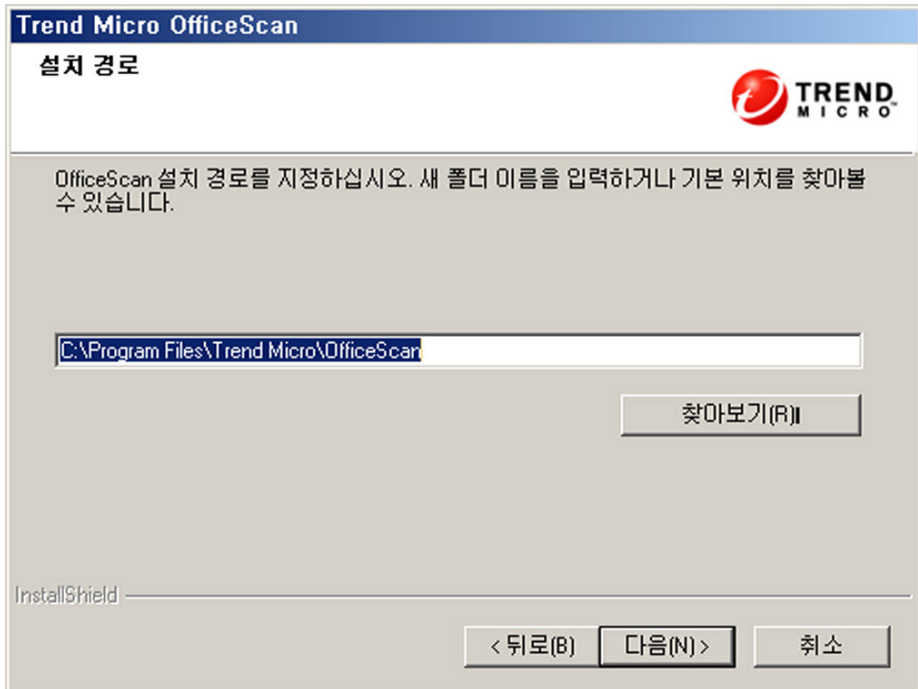 Trend Micro OfficeScan
설치 경로
TREND
MICRO™
OfficeScan 설치 경로를 지정하십시오. 새 폴더 이름을 입력하거나 기본 위치를 찾아볼
수 있습니다.
C:\Program Files\Trend Micro\OfficeScan
찾아보기(R)
InstallShield
< 뒤로(B) 다음(N) > 취소